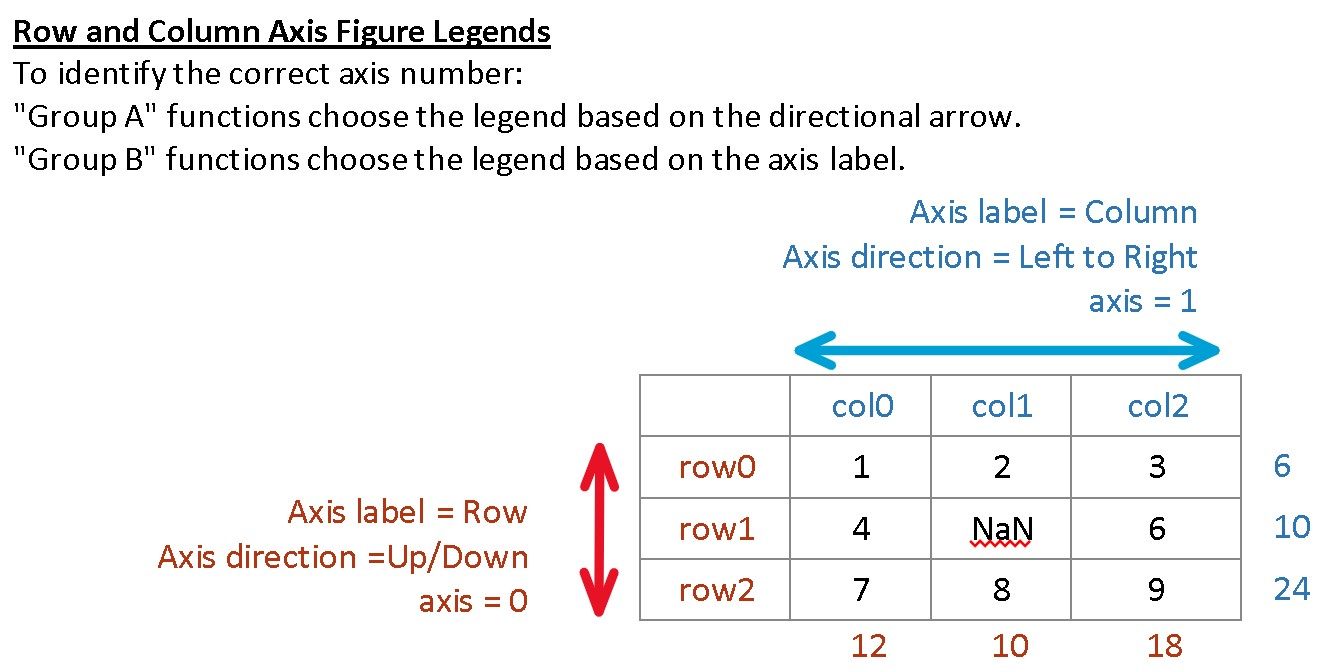 Row and Column Axis Figure Legends
To identify the correct axis number:
"Group A" functions choose the legend based on the directional arrow.
"Group B" functions choose the legend based on the axis label.
Axis label = Column
Axis direction = Left to Right
axis = 1
col0 col1 col2
row0 1 2 3 6
Axis label = Row
row1 4 NaN 6 10
Axis direction =Up/Down
axis = 0
row2 7 8 9 24
12 10 18